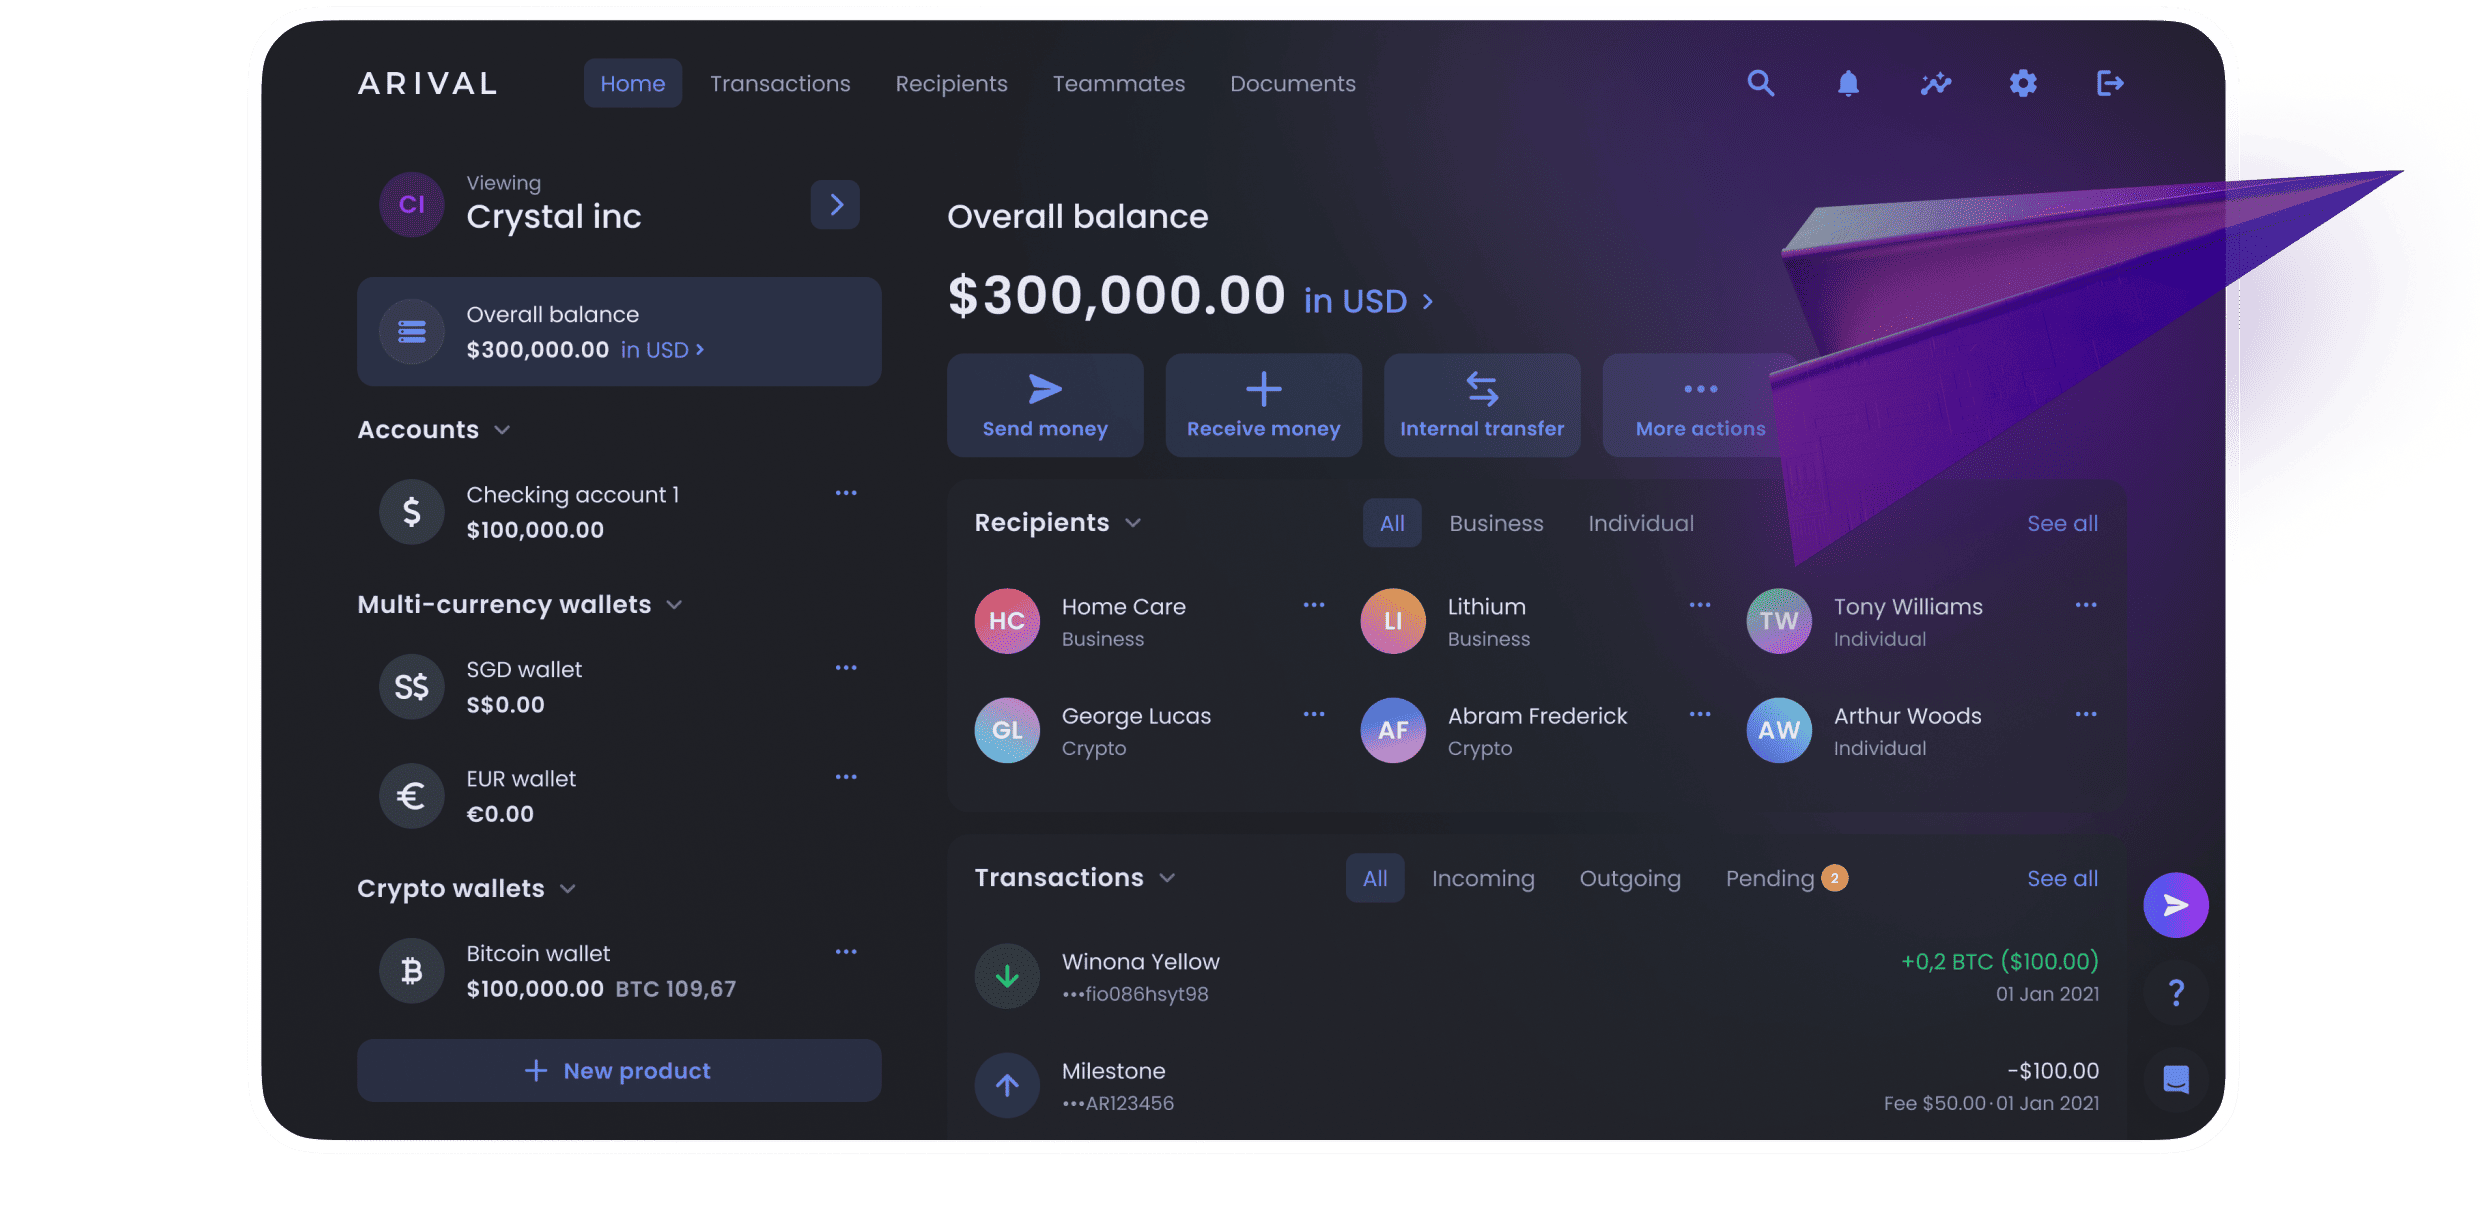 ARIVAL
Home
Transactions
Recipients
Teammates
Documents
CI
Viewing
Crystal inc
Overall balance
$300,000.00 in USD
Accounts
$
Checking account 1
$100,000.00
Multi-currency wallets
S$
SGD wallet
S$0.00
€
EUR wallet
€0.00
Crypto wallets
Bitcoin wallet
$100,000.00 BTC 109,67
New product
Overall balance
$300,000.00 in USD
Send money
Receive money
Internal transfer
More actions
Recipients
All
Business
Individual
See all
HC
Home Care
Business
LI
Lithium
Business
TW
Tony Williams
Individual
GL
George Lucas
Crypto
AF
Abram Frederick
Crypto
AW
Arthur Woods
Individual
Transactions
All
Incoming
Outgoing
Pending 2
See all
Winona Yellow
•••fio086hsyt98
+0,2 BTC ($100.00)
01 Jan 2021
Milestone
•••AR123456
-$100.00
Fee $50.00·01 Jan 2021
?